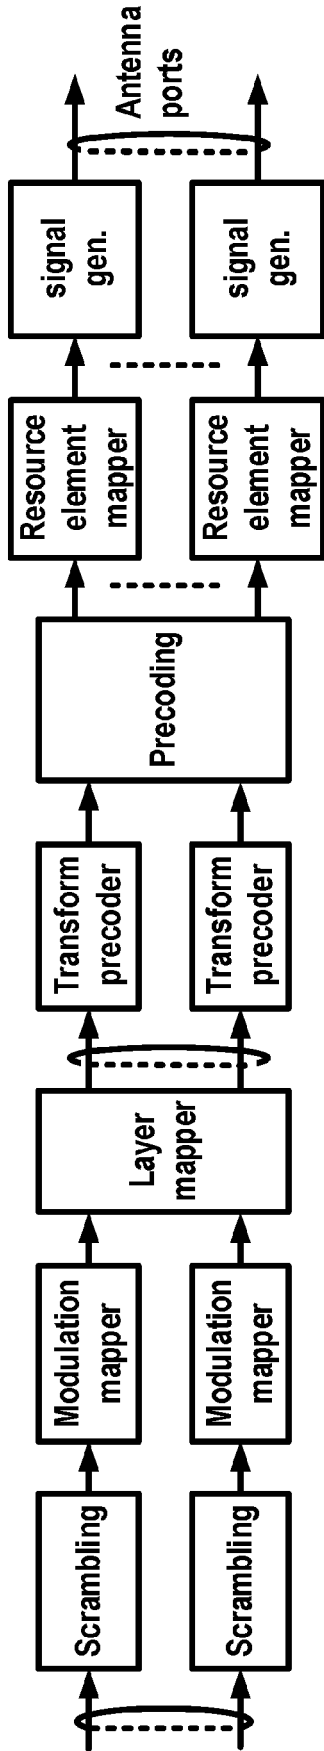 Scrambling
Scrambling
Modulation
mapper
Modulation
mapper
Layer
mapper
Transform
precoder
Transform
precoder
Precoding
Resource
element
mapper
Resource
element
mapper
signal
gen.
signal
gen.
Antenna
ports